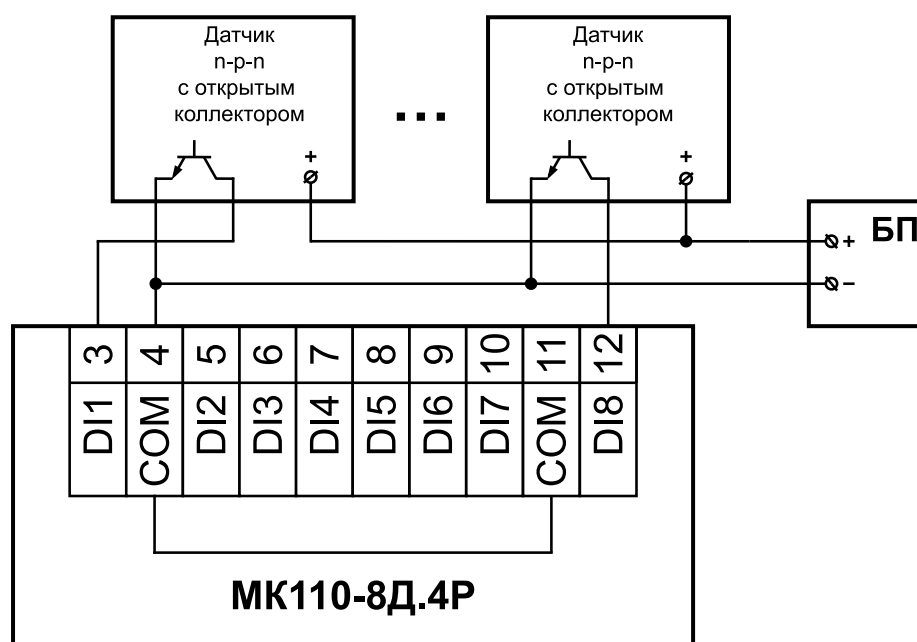 Датчик
n-p-n
с открытым
коллектором
+
...
Датчик
n-p-n
с открытым
коллектором
+
БП
+
−
3 4 5 6 7 8 9 10 11 12
DI1 COM DI2 DI3 DI4 DI5 DI6 DI7 COM DI8
МК110-8Д.4Р